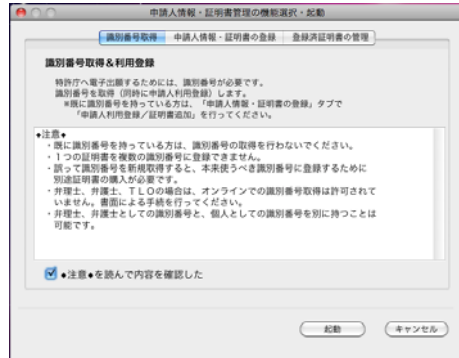 申請人情報・証明書管理の機能選択・起動
識別番号取得　申請人情報・証明書の登録　登録済証明書の管理
識別番号取得＆利用登録
特許庁へ電子出願するためには、識別番号が必要です。
識別番号を取得（同時に申請人利用登録）します。
※既に識別番号を持っている方は、「申請人情報・証明書の登録」タブで
「申請人利用登録／証明書追加」を行ってください。
◆注意◆
・既に識別番号を持っている方は、識別番号の取得を行わないでください。
・１つの証明書を複数の識別番号に登録できません。
・誤って識別番号を新規取得すると、本来使うべき識別番号に登録するために
別途証明書の購入が必要です。
・弁理士、弁護士、ＴＬＯの場合は、オンラインでの識別番号取得は許可されて
いません。書面による手続を行ってください。
・弁理士、弁護士としての識別番号と、個人としての識別番号を別に持つことは
可能です。
◆注意◆を読んで内容を確認した
起動　キャンセル